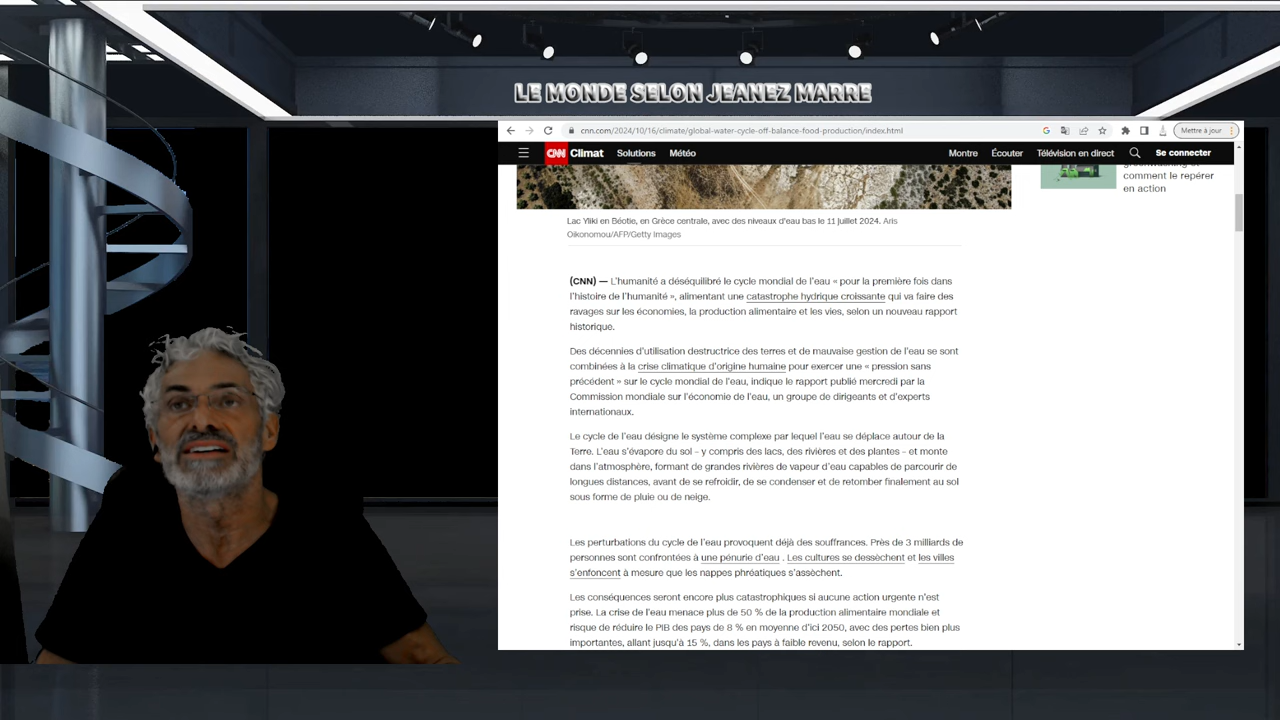 LE MONDE SELON JEANEZ MARRE
cnn.com/2024/10/16/climate/global-water-cycle-off-balance-food-production/index.html
Mettre à jour
CNN Climat Solutions Météo Montre Écouter Télévision en direct Se connecter
comment le repérer
en action
Lac Yliki en Béotie, en Grèce centrale, avec des niveaux d'eau bas le 11 juillet 2024. Aris
Oikonomou/AFP/Getty Images
(CNN) — L'humanité a déséquilibré le cycle mondial de l'eau « pour la première fois dans
l'histoire de l'humanité », alimentant une catastrophe hydrique croissante qui va faire des
ravages sur les économies, la production alimentaire et les vies, selon un nouveau rapport
historique.
Des décennies d'utilisation destructrice des terres et de mauvaise gestion de l'eau se sont
combinées à la crise climatique d'origine humaine pour exercer une « pression sans
précédent » sur le cycle mondial de l'eau, indique le rapport publié mercredi par la
Commission mondiale sur l'économie de l'eau, un groupe de dirigeants et d'experts
internationaux.
Le cycle de l'eau désigne le système complexe par lequel l'eau se déplace autour de la
Terre. L'eau s'évapore du sol - y compris des lacs, des rivières et des plantes - et monte
dans l'atmosphère, formant de grandes rivières de vapeur d'eau capables de parcourir de
longues distances, avant de se refroidir, de se condenser et de retomber finalement au sol
sous forme de pluie ou de neige.
Les perturbations du cycle de l'eau provoquent déjà des souffrances. Près de 3 milliards de
personnes sont confrontées à une pénurie d'eau . Les cultures se dessèchent et les villes
s'enfoncent à mesure que les nappes phréatiques s'assèchent.
Les conséquences seront encore plus catastrophiques si aucune action urgente n'est
prise. La crise de l'eau menace plus de 50 % de la production alimentaire mondiale et
risque de réduire le PIB des pays de 8 % en moyenne d'ici 2050, avec des pertes bien plus
importantes, allant jusqu'à 15 %, dans les pays à faible revenu, selon le rapport.